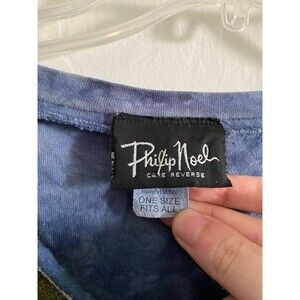 Philip Noel
CARE REVERSE
ONE SIZE
FITS ALL